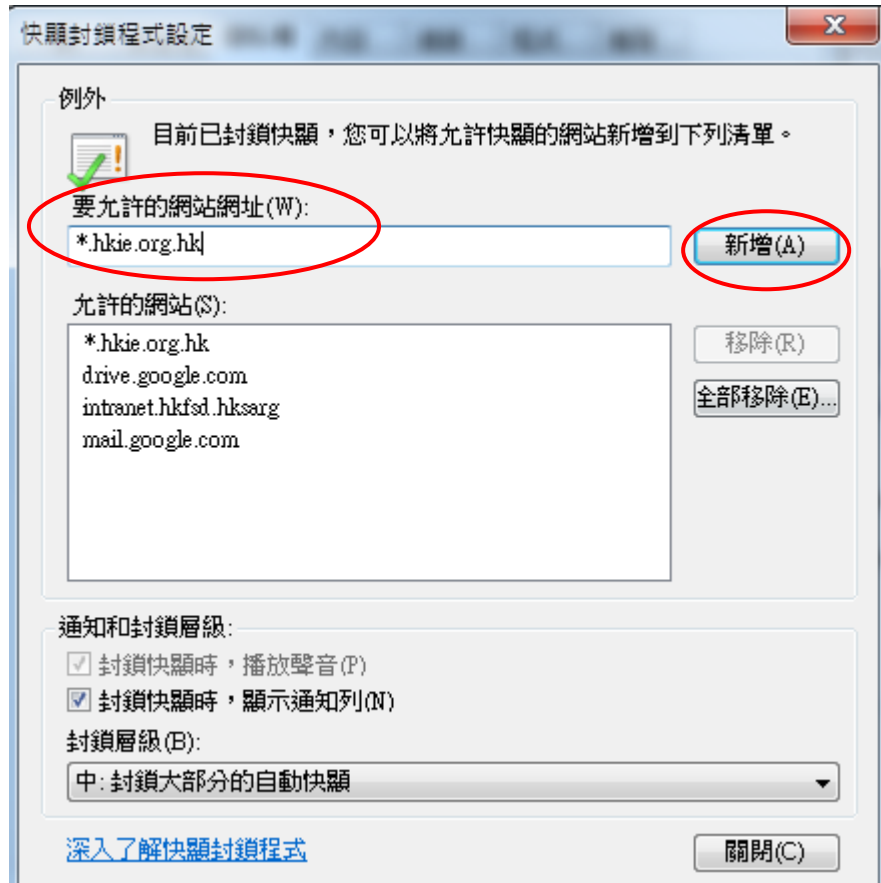 快顯封鎖程式設定
例外
目前已封鎖快顯，您可以將允許快顯的網站新增到下列清單。
要允許的網站網址(W):
*.hkie.org.hk
新增(A)
允許的網站(S):
*.hkie.org.hk
移除(R)
drive.google.com
intranet.hkfsd.hksarg
全部移除(E)...
mail.google.com
通知和封鎖層級:
封鎖快顯時，播放聲音(P)
封鎖快顯時，顯示通知列(N)
封鎖層級(B):
中: 封鎖大部分的自動快顯
深入了解快顯封鎖程式
關閉(C)